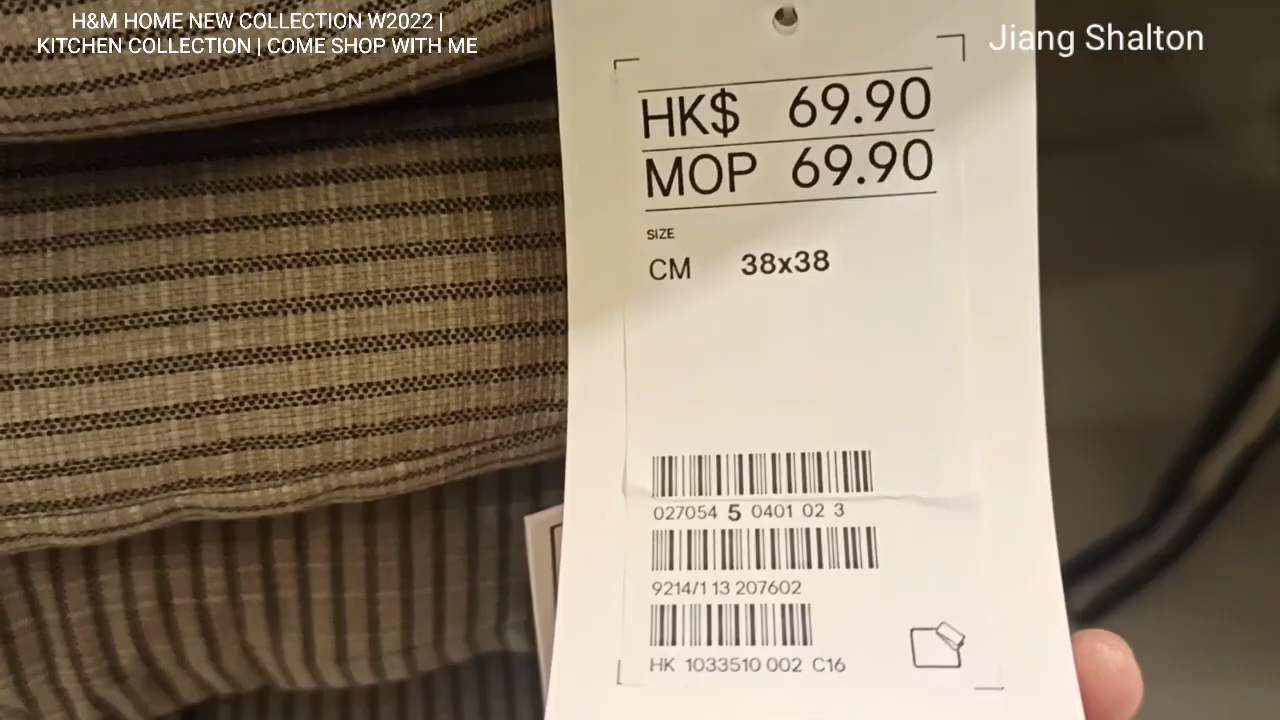 H&M HOME NEW COLLECTION W2022 |
KITCHEN COLLECTION | COME SHOP WITH ME
Jiang Shalton
HK$ 69.90
MOP 69.90
SIZE
CM 38x38
027054 5 0401 02 3
9214/1 13 207602
HK 1033510 002 C16